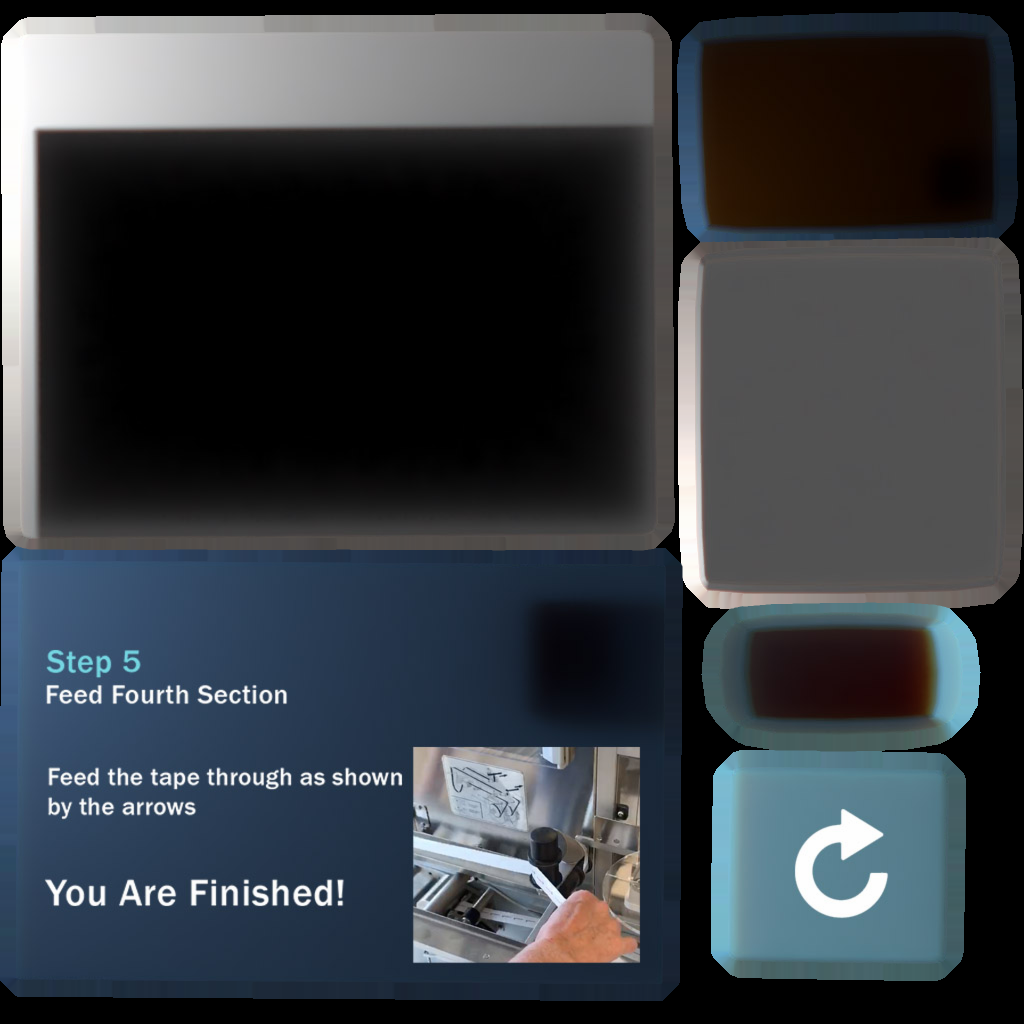 Step 5
Feed Fourth Section
Feed the tape through as shown
by the arrows
You Are Finished!